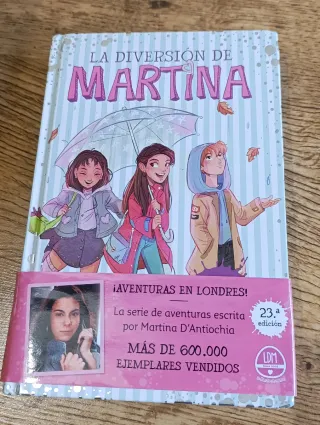 LA DIVERSIÓN DE
MARTINA
¡AVENTURAS EN LONDRES!
La serie de aventuras escrita
por Martina D'Antiochia
MÁS DE 600.000
EJEMPLARES VENDIDOS
23.ª
edición
LDM